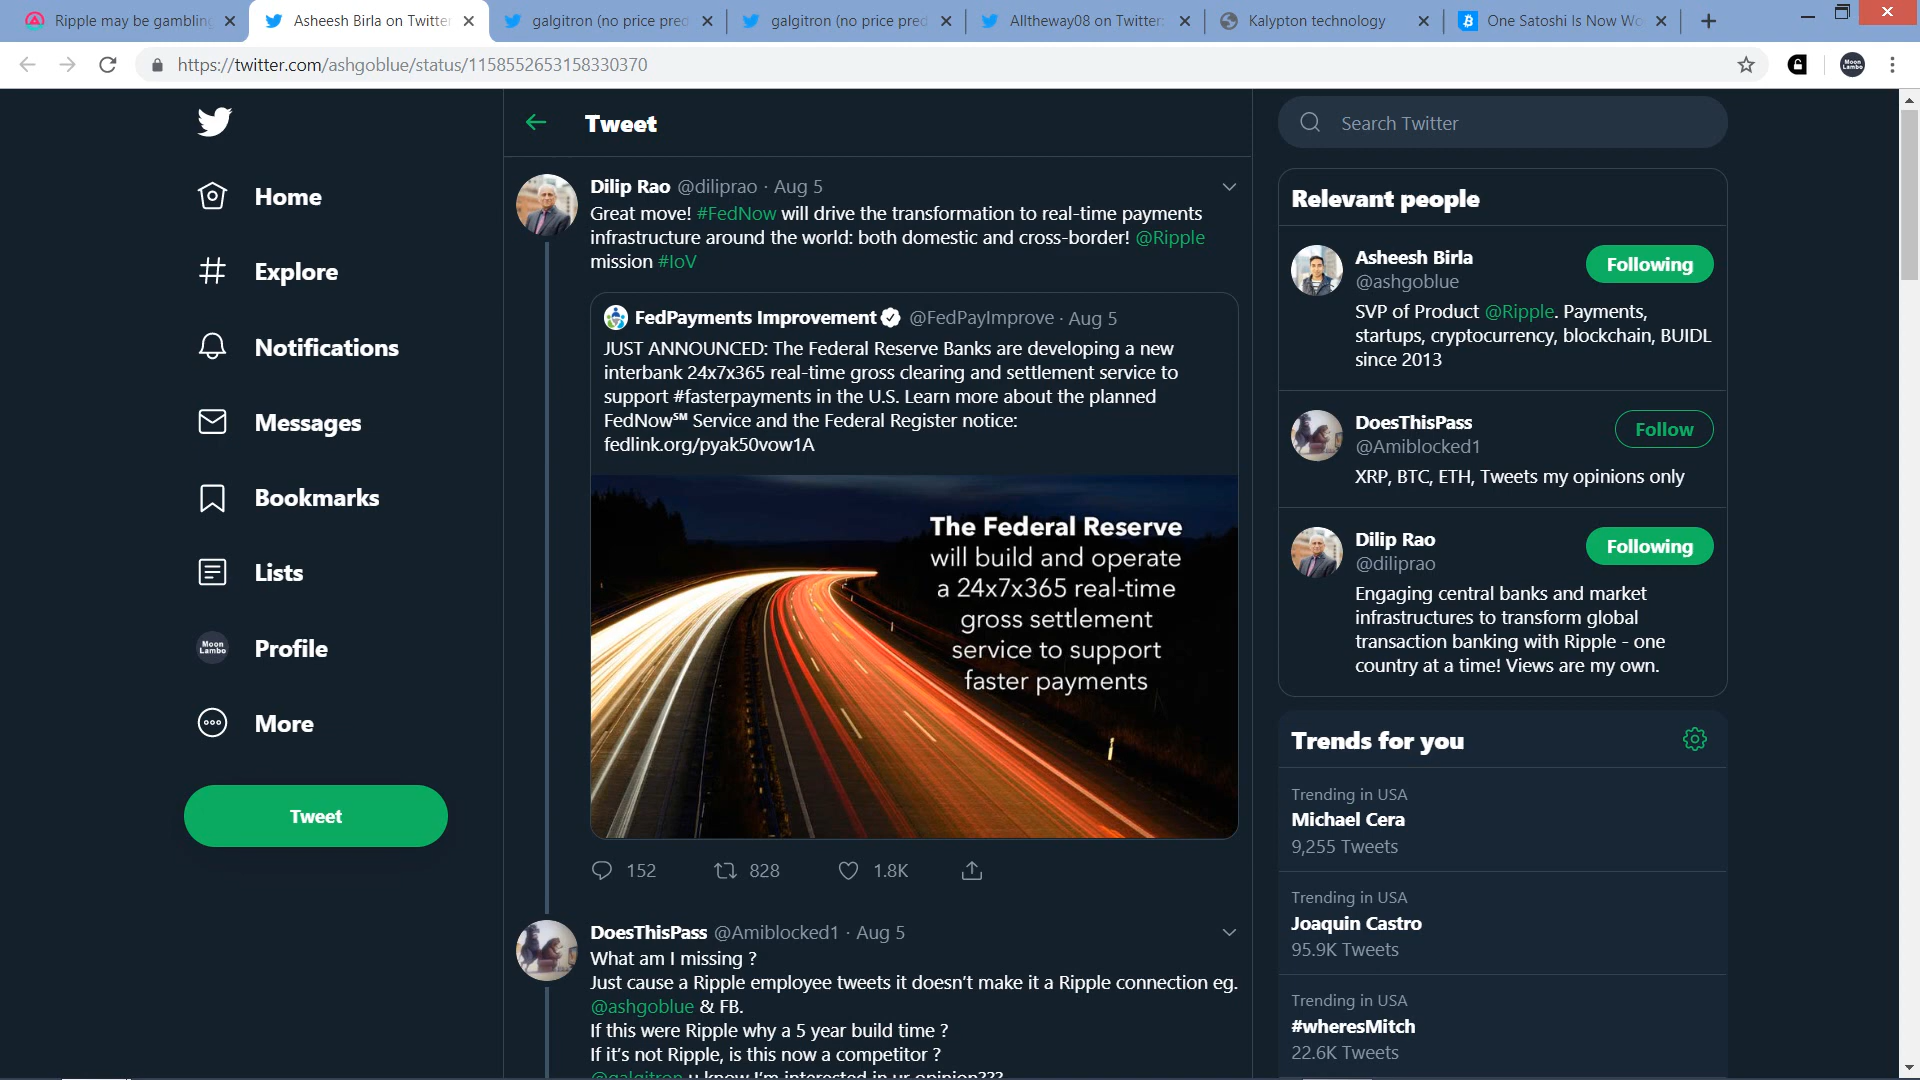 Ripple may be gambling
Asheesh Birla on Twitter
galgitron (no price pred
galgitron (no price pred
Alltheway08 on Twitter:
Kalypton technology
One Satoshi Is Now Wo
https://twitter.com/ashgoblue/status/1158552653158330370
Moon
Lambo
Home
Explore
Notifications
Messages
Bookmarks
Lists
Moon
Lambo
Profile
More
Tweet
Tweet
Dilip Rao @diliprao · Aug 5
Great move! #FedNow will drive the transformation to real-time payments
infrastructure around the world: both domestic and cross-border! @Ripple
mission #IoV
FedPayments Improvement @FedPayImprove · Aug 5
JUST ANNOUNCED: The Federal Reserve Banks are developing a new
interbank 24x7x365 real-time gross clearing and settlement service to
support #fasterpayments in the U.S. Learn more about the planned
FedNow℠ Service and the Federal Register notice:
fedlink.org/pyak50vow1A
The Federal Reserve
will build and operate
a 24x7x365 real-time
gross settlement
service to support
faster payments
152 828 1.8K
DoesThisPass @Amiblocked1 · Aug 5
What am I missing ?
Just cause a Ripple employee tweets it doesn't make it a Ripple connection eg.
@ashgoblue & FB.
If this were Ripple why a 5 year build time ?
If it's not Ripple, is this now a competitor ?
@galgitron u know I'm interested in ur opinion???
Search Twitter
Relevant people
Asheesh Birla
@ashgoblue
Following
SVP of Product @Ripple. Payments,
startups, cryptocurrency, blockchain, BUIDL
since 2013
DoesThisPass
@Amiblocked1
Follow
XRP, BTC, ETH, Tweets my opinions only
Dilip Rao
@diliprao
Following
Engaging central banks and market
infrastructures to transform global
transaction banking with Ripple - one
country at a time! Views are my own.
Trends for you
Trending in USA
Michael Cera
9,255 Tweets
Trending in USA
Joaquin Castro
95.9K Tweets
Trending in USA
#wheresMitch
22.6K Tweets